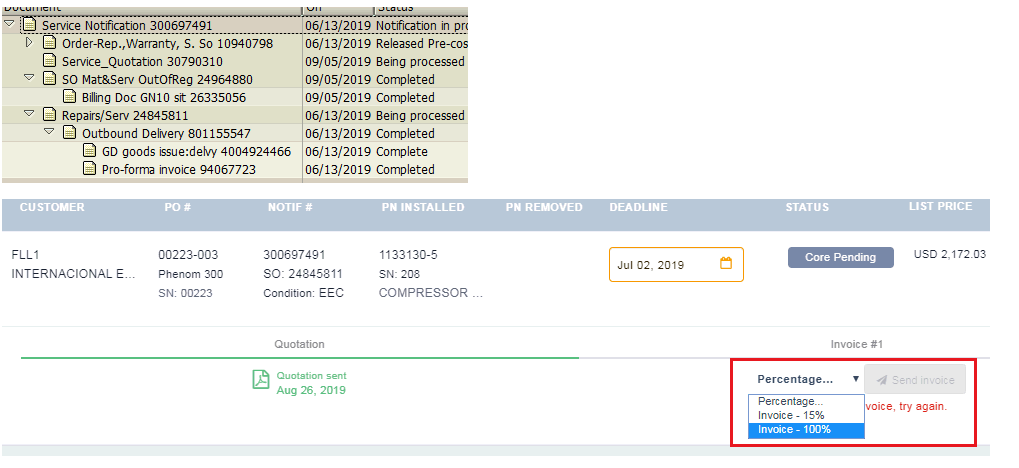 Document On Status
Service Notification 300697491 06/13/2019 Notification in pro
Order-Rep.,Warranty, S. So 10940798 06/13/2019 Released Pre-cos
Service_Quotation 30790310 09/05/2019 Being processed
SO Mat&Serv OutOfReg 24964880 09/05/2019 Completed
Billing Doc GN10 sit 26335056 09/05/2019 Completed
Repairs/Serv 24845811 06/13/2019 Being processed
Outbound Delivery 801155547 06/13/2019 Completed
GD goods issue:delvy 4004924466 06/13/2019 Complete
Pro-forma invoice 94067723 06/13/2019 Completed
CUSTOMER PO # NOTIF # PN INSTALLED PN REMOVED DEADLINE STATUS LIST PRICE
FLL1 00223-003 300697491 1133130-5 Jul 02, 2019 Core Pending USD 2,172.03
INTERNACIONAL E... Phenom 300 SO: 24845811 SN: 208
SN: 00223 Condition: EEC COMPRESSOR ...
Quotation Invoice #1
Quotation sent
Aug 26, 2019
Percentage... Send invoice
Percentage...
Invoice - 15%
Invoice - 100%
voice, try again.